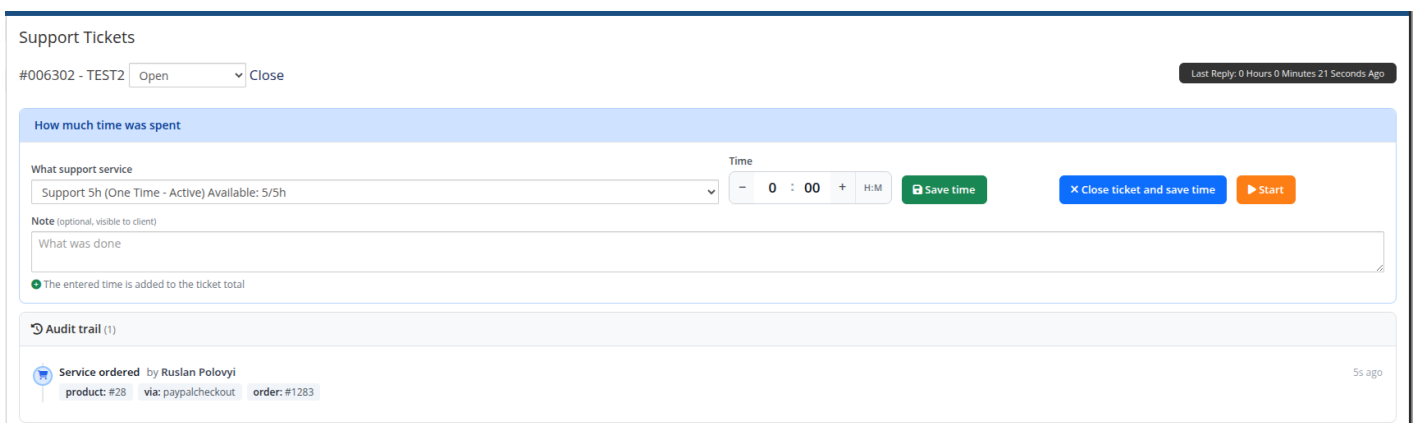 Support Tickets
#006302 - TEST2 Open Close
Last Reply: 0 Hours 0 Minutes 21 Seconds Ago
How much time was spent
What support service
Support 5h (One Time - Active) Available: 5/5h
Time
− 0 : 00 + H:M
Save time
Close ticket and save time
Start
Note (optional, visible to client)
What was done
The entered time is added to the ticket total
Audit trail (1)
Service ordered by Ruslan Polovyi
5s ago
product: #28 via: paypalcheckout order: #1283